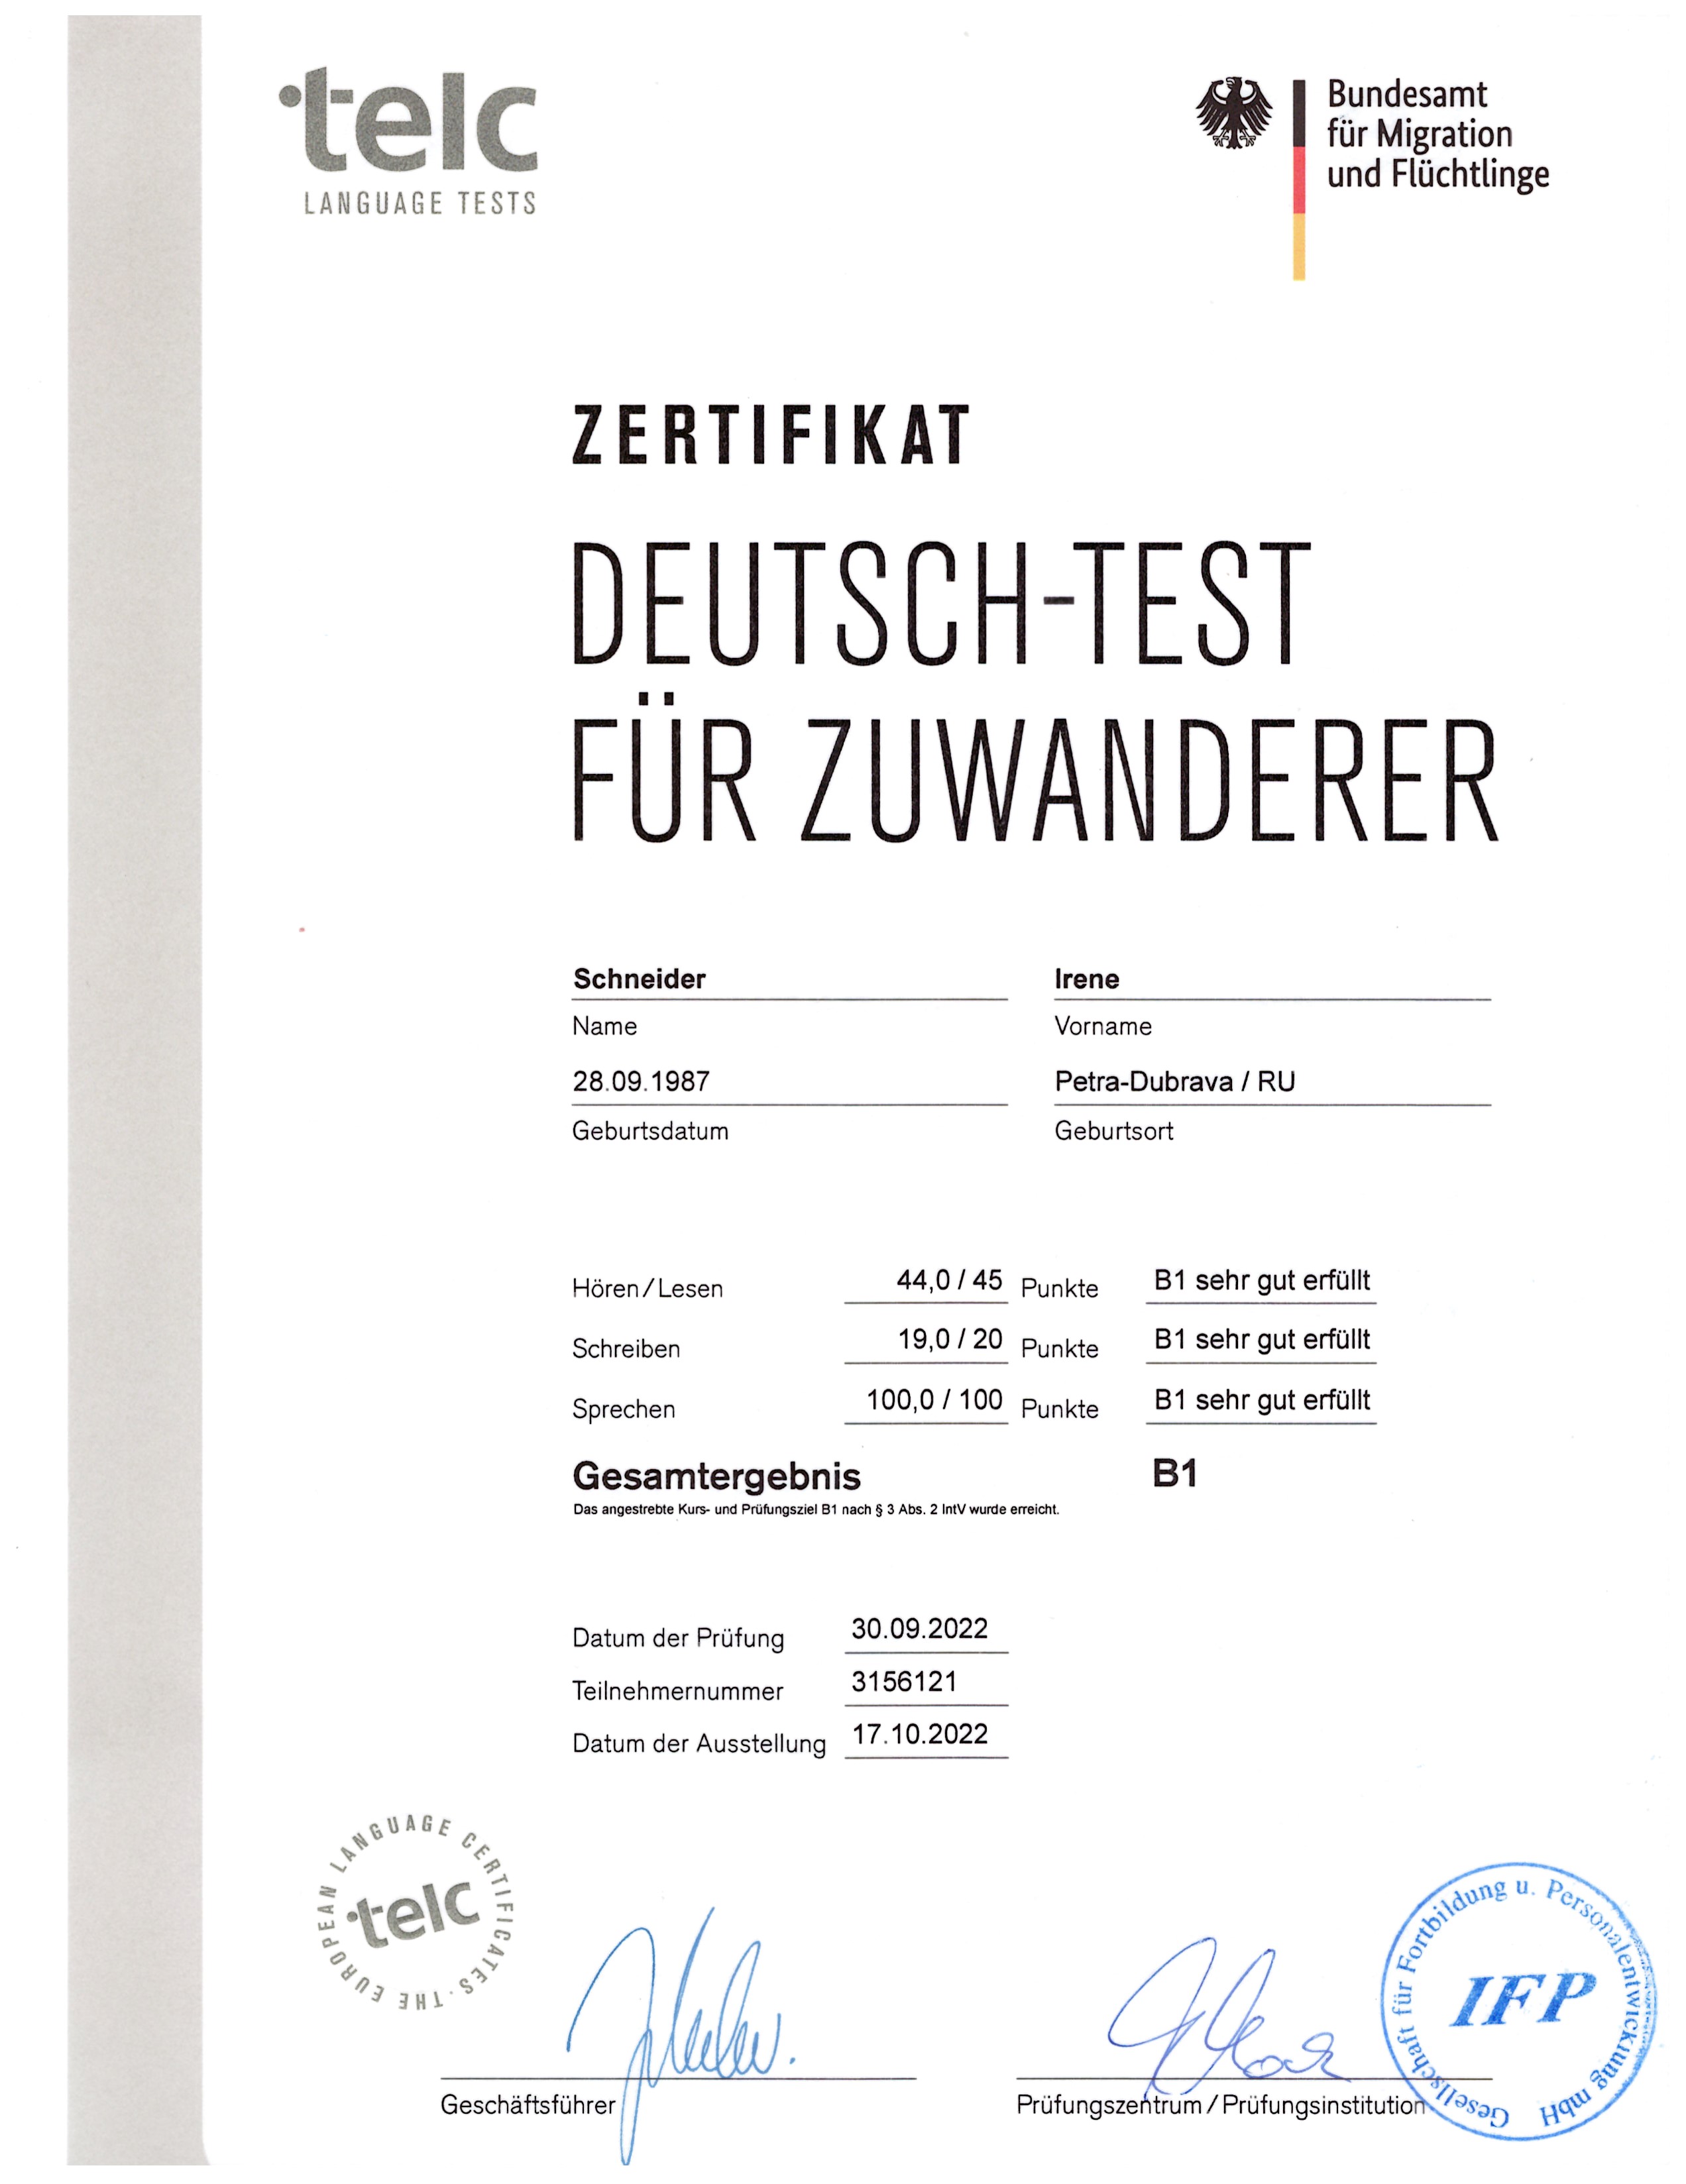 telc
LANGUAGE TESTS
Bundesamt
für Migration
und Flüchtlinge
ZERTIFIKAT
DEUTSCH-TEST
FÜR ZUWANDERER
Schneider Irene
Name Vorname
28.09.1987 Petra-Dubrava / RU
Geburtsdatum Geburtsort
Hören / Lesen 44,0 / 45 Punkte B1 sehr gut erfüllt
Schreiben 19,0 / 20 Punkte B1 sehr gut erfüllt
Sprechen 100,0 / 100 Punkte B1 sehr gut erfüllt
Gesamtergebnis B1
Das angestrebte Kurs- und Prüfungsziel B1 nach § 3 Abs. 2 IntV wurde erreicht.
Datum der Prüfung 30.09.2022
Teilnehmernummer 3156121
Datum der Ausstellung 17.10.2022
THE EUROPEAN LANGUAGE CERTIFICATES ·
telc
Gesellschaft für Fortbildung u. Personalentwicklung mbH
IFP
Geschäftsführer Prüfungszentrum / Prüfungsinstitution